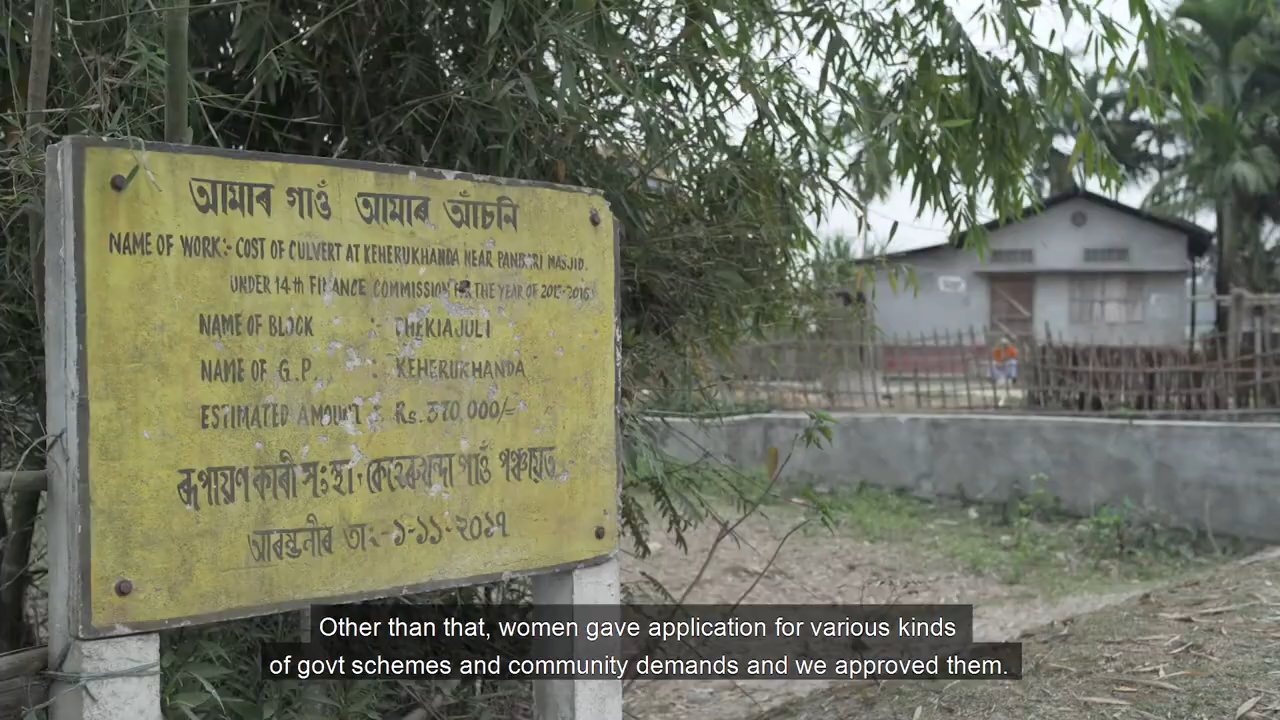 আমাৰ গাওঁ আমাৰ আঁচনি
NAME OF WORK:- COST OF CULVERT AT KEHERUKHANDA NEAR PANBARI MASJID.
UNDER 14th FINANCE COMMISSION FOR THE YEAR OF 2015-2016
NAME OF BLOCK :- DHEKIAJULI
NAME OF G.P. : KEHERUKHANDA
ESTIMATED AMOUNT : Rs. 370,000/=
ৰূপায়ণকাৰী সংস্থা - কেহেৰুখন্দা গাওঁ পঞ্চায়ত
আৰম্ভনীৰ তাং- ১-১১-২০১৭
Other than that, women gave application for various kinds
of govt schemes and community demands and we approved them.